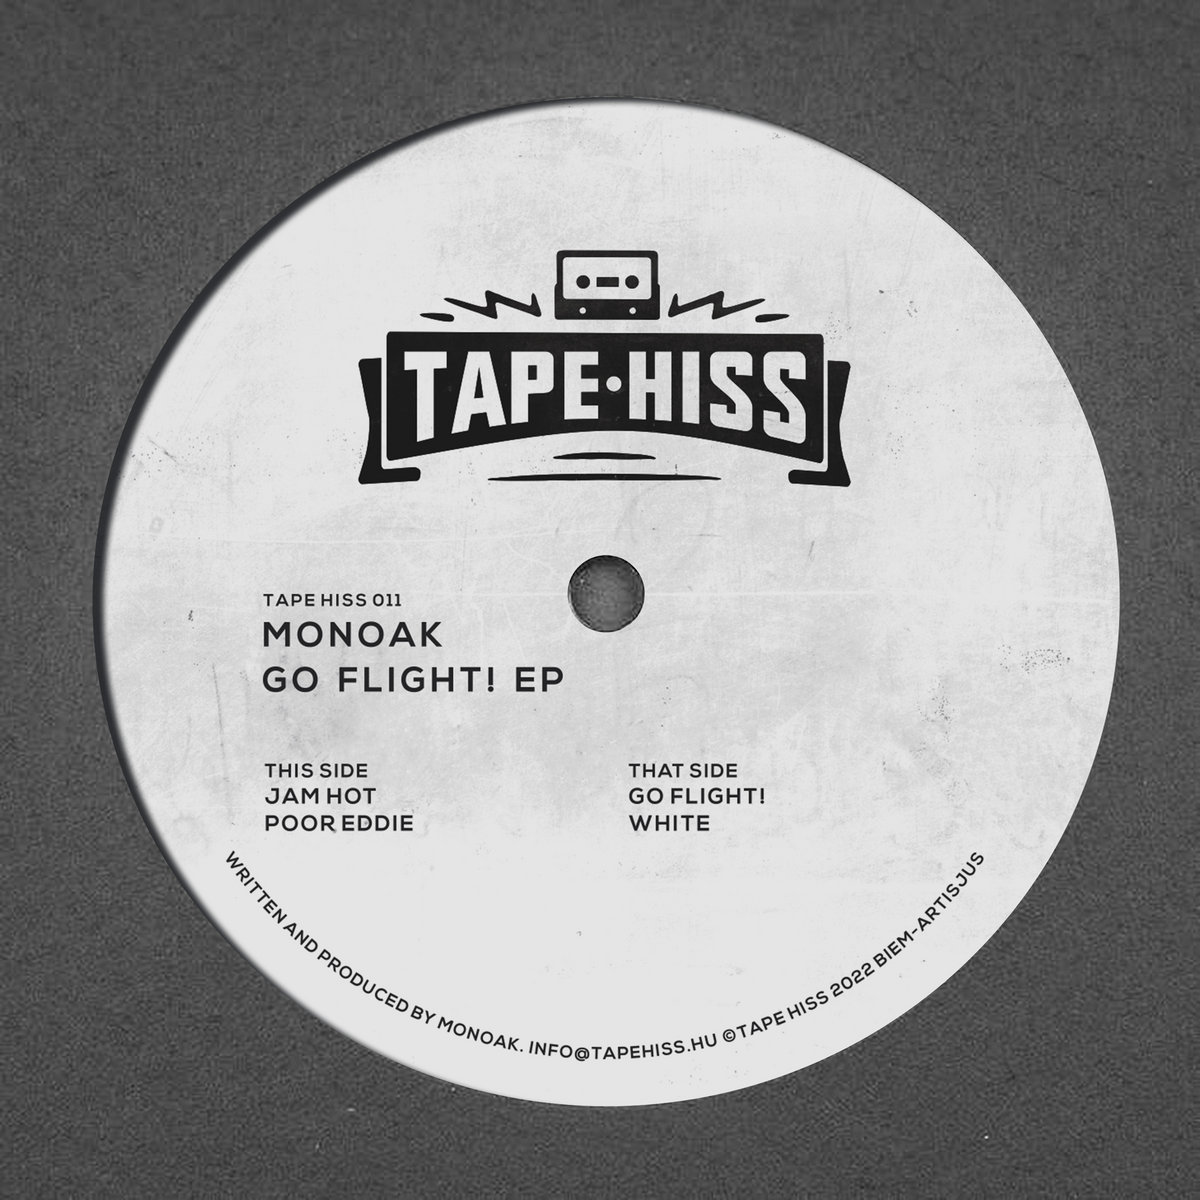 TAPE·HISS
TAPE HISS 011
MONOAK
GO FLIGHT! EP
THIS SIDE
JAM HOT
POOR EDDIE
THAT SIDE
GO FLIGHT!
WHITE
WRITTEN AND PRODUCED BY MONOAK. INFO@TAPEHISS.HU ©TAPE HISS 2022 BIEM-ARTISJUS